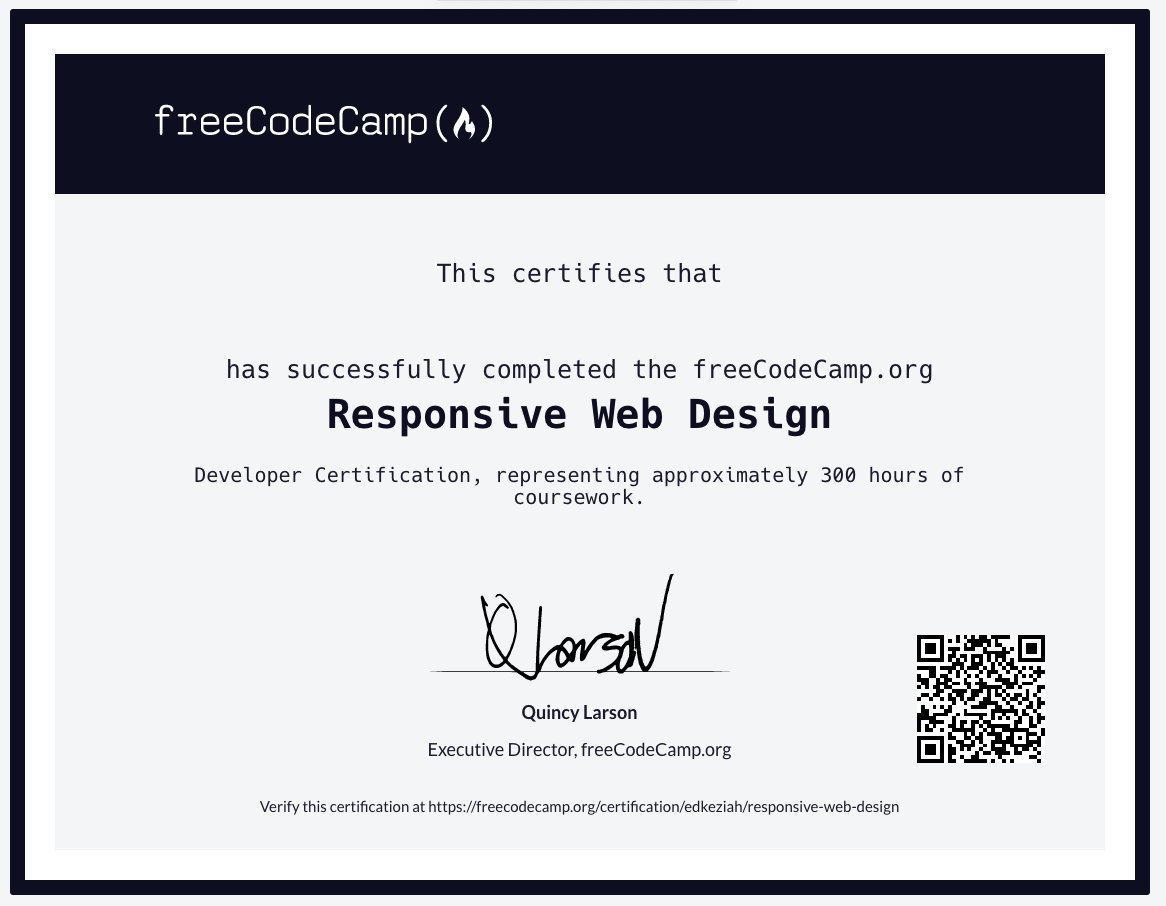 freeCodeCamp(🔥)
This certifies that
has successfully completed the freeCodeCamp.org
Responsive Web Design
Developer Certification, representing approximately 300 hours of
coursework.
Q Larson
Quincy Larson
Executive Director, freeCodeCamp.org
Verify this certification at https://freecodecamp.org/certification/edkeziah/responsive-web-design